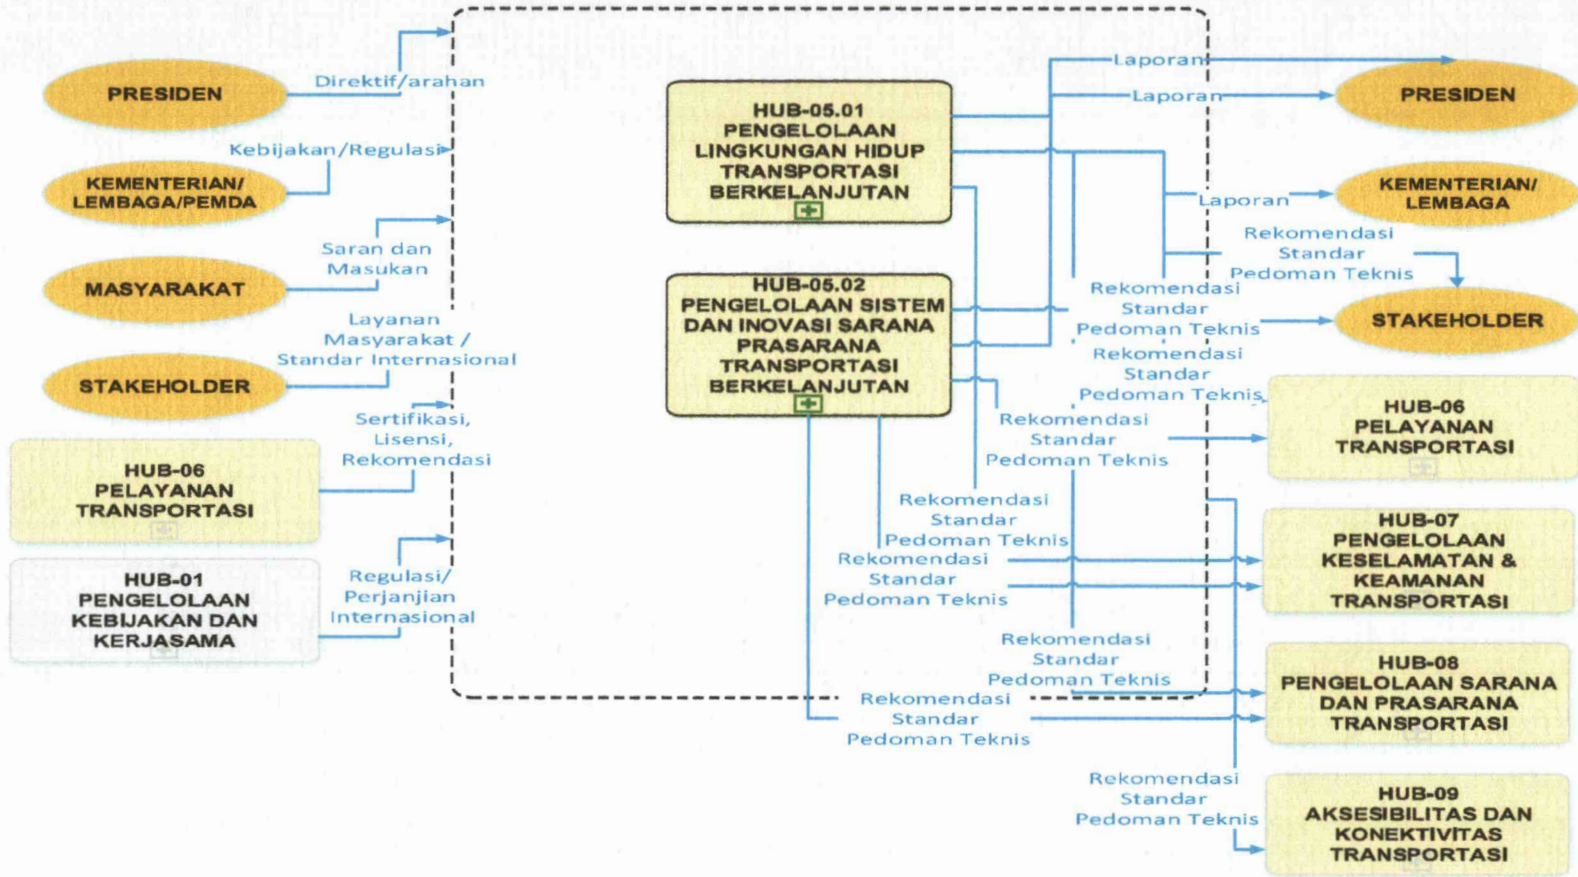 PRESIDEN
Direktif/arahan
KEMENTERIAN/
LEMBAGA/PEMDA
Kebijakan/Regulasi
MASYARAKAT
Saran dan
Masukan
STAKEHOLDER
Layanan
Masyarakat /
Standar Internasional
HUB-06
PELAYANAN
TRANSPORTASI
Sertifikasi,
Lisensi,
Rekomendasi
HUB-01
PENGELOLAAN
KEBIJAKAN DAN
KERJASAMA
Regulasi/
Perjanjian
Internasional
HUB-05.01
PENGELOLAAN
LINGKUNGAN HIDUP
TRANSPORTASI
BERKELANJUTAN
HUB-05.02
PENGELOLAAN SISTEM
DAN INOVASI SARANA
PRASARANA
TRANSPORTASI
BERKELANJUTAN
Laporan
Laporan
PRESIDEN
Laporan
KEMENTERIAN/
LEMBAGA
Rekomendasi
Standar
Pedoman Teknis
Rekomendasi
Standar
Pedoman Teknis
STAKEHOLDER
Rekomendasi
Standar
Pedoman Teknis
Rekomendasi
Standar
Pedoman Teknis
HUB-06
PELAYANAN
TRANSPORTASI
Rekomendasi
Standar
Pedoman Teknis
Rekomendasi
Standar
Pedoman Teknis
HUB-07
PENGELOLAAN
KESELAMATAN &
KEAMANAN
TRANSPORTASI
Rekomendasi
Standar
Pedoman Teknis
Rekomendasi
Standar
Pedoman Teknis
HUB-08
PENGELOLAAN SARANA
DAN PRASARANA
TRANSPORTASI
Rekomendasi
Standar
Pedoman Teknis
HUB-09
AKSESIBILITAS DAN
KONEKTIVITAS
TRANSPORTASI